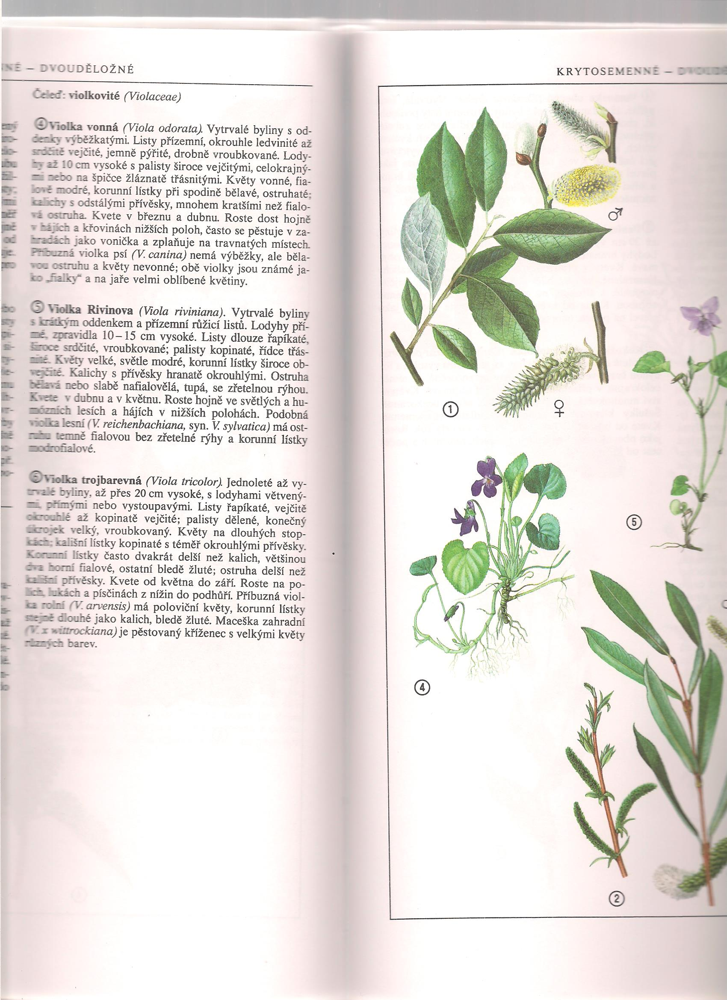 NNÉ – DVOUDĚLOŽNÉ
Čeleď: violkovité (Violaceae)
④ Violka vonná (Viola odorata). Vytrvalé byliny s od-
denky výběžkatými. Listy přízemní, okrouhle ledvinité až
srdčitě vejčité, jemně pýřité, drobně vroubkované. Lody-
hy až 10 cm vysoké s palisty široce vejčitými, celokrajný-
mi nebo na špičce žláznatě třásnitými. Květy vonné, fia-
lově modré, korunní lístky při spodině bělavé, ostruhaté;
kalichy s odstálými přívěsky, mnohem kratšími než fialo-
vá ostruha. Kvete v březnu a dubnu. Roste dost hojně
v hájích a křovinách nižších poloh, často se pěstuje v za-
hradách jako vonička a zplaňuje na travnatých místech.
Příbuzná violka psí (V. canina) nemá výběžky, ale běla-
vou ostruhu a květy nevonné; obě violky jsou známé ja-
ko „fialky“ a na jaře velmi oblíbené květiny.
⑤ Violka Rivinova (Viola riviniana). Vytrvalé byliny
s krátkým oddenkem a přízemní růžicí listů. Lodyhy pří-
mé, zpravidla 10–15 cm vysoké. Listy dlouze řapíkaté,
široce srdčité, vroubkované; palisty kopinaté, řídce třás-
nité. Květy velké, světle modré, korunní lístky široce ob-
vejčité. Kalichy s přívěsky hranatě okrouhlými. Ostruha
bělavá nebo slabě nafialovělá, tupá, se zřetelnou rýhou.
Kvete v dubnu a v květnu. Roste hojně ve světlých a hu-
mózních lesích a hájích v nižších polohách. Podobná
violka lesní (V. reichenbachiana, syn. V. sylvatica) má ost-
ruhu temně fialovou bez zřetelné rýhy a korunní lístky
modrofialové.
⑥ Violka trojbarevná (Viola tricolor). Jednoleté až vy-
trvalé byliny, až přes 20 cm vysoké, s lodyhami větvený-
mi, přímými nebo vystoupavými. Listy řapíkaté, vejčitě
okrouhlé až kopinatě vejčité; palisty dělené, konečný
úkrojek velký, vroubkovaný. Květy na dlouhých stop-
kách; kališní lístky kopinaté s téměř okrouhlými přívěsky.
Korunní lístky často dvakrát delší než kalich, většinou
dva horní fialové, ostatní bledě žluté; ostruha delší než
kališní přívěsky. Kvete od května do září. Roste na po-
lích, lukách a písčinách z nížin do podhůří. Příbuzná viol-
ka rolní (V. arvensis) má poloviční květy, korunní lístky
stejně dlouhé jako kalich, bledě žluté. Maceška zahradní
(V. x wittrockiana) je pěstovaný kříženec s velkými květy
různých barev.
KRYTOSEMENNÉ – DVOUDĚ
♂
① ♀
⑤
④
②